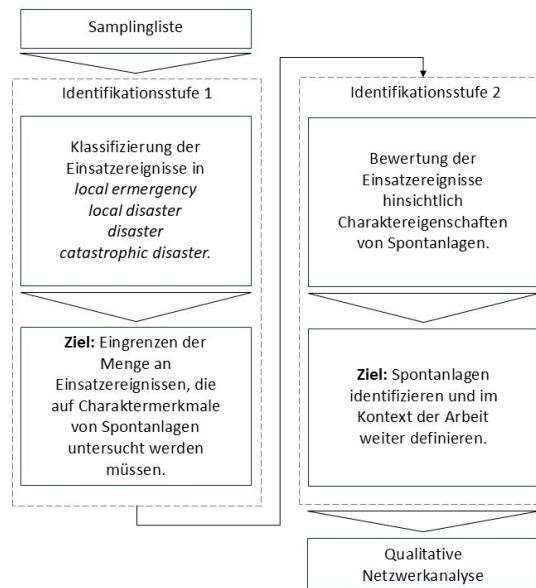 Samplingliste
Identifikationsstufe 1
Klassifizierung der
Einsatzereignisse in
local ermergency
local disaster
disaster
catastrophic disaster.
Ziel: Eingrenzen der
Menge an
Einsatzereignissen, die
auf Charaktermerkmale
von Spontanlagen
untersucht werden
müssen.
Identifikationsstufe 2
Bewertung der
Einsatzereignisse
hinsichtlich
Charaktereigenschaften
von Spontanlagen.
Ziel: Spontanlagen
identifizieren und im
Kontext der Arbeit
weiter definieren.
Qualitative
Netzwerkanalyse